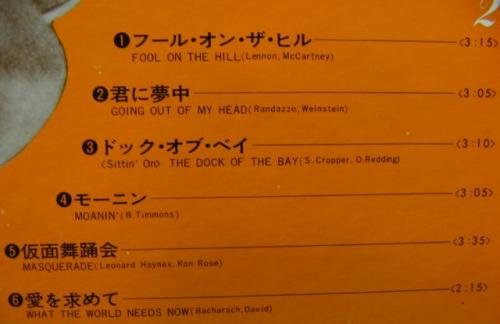 2
❶フール・オン・ザ・ヒル <3:15>
FOOL ON THE HILL(Lennon, McCartney)
❷君に夢中 <3:05>
GOING OUT OF MY HEAD(Randazzo, Weinstein)
❸ドック・オブ・ベイ <3:10>
<Sittin' On> THE DOCK OF THE BAY(S. Cropper, O. Redding)
❹モーニン <3:05>
MOANIN'(B. Timmons)
❺仮面舞踊会 <3:35>
MASQUERADE(Leonard Haynes, Ron Rose)
❻愛を求めて <2:15>
WHAT THE WORLD NEEDS NOW(Bacharach, David)